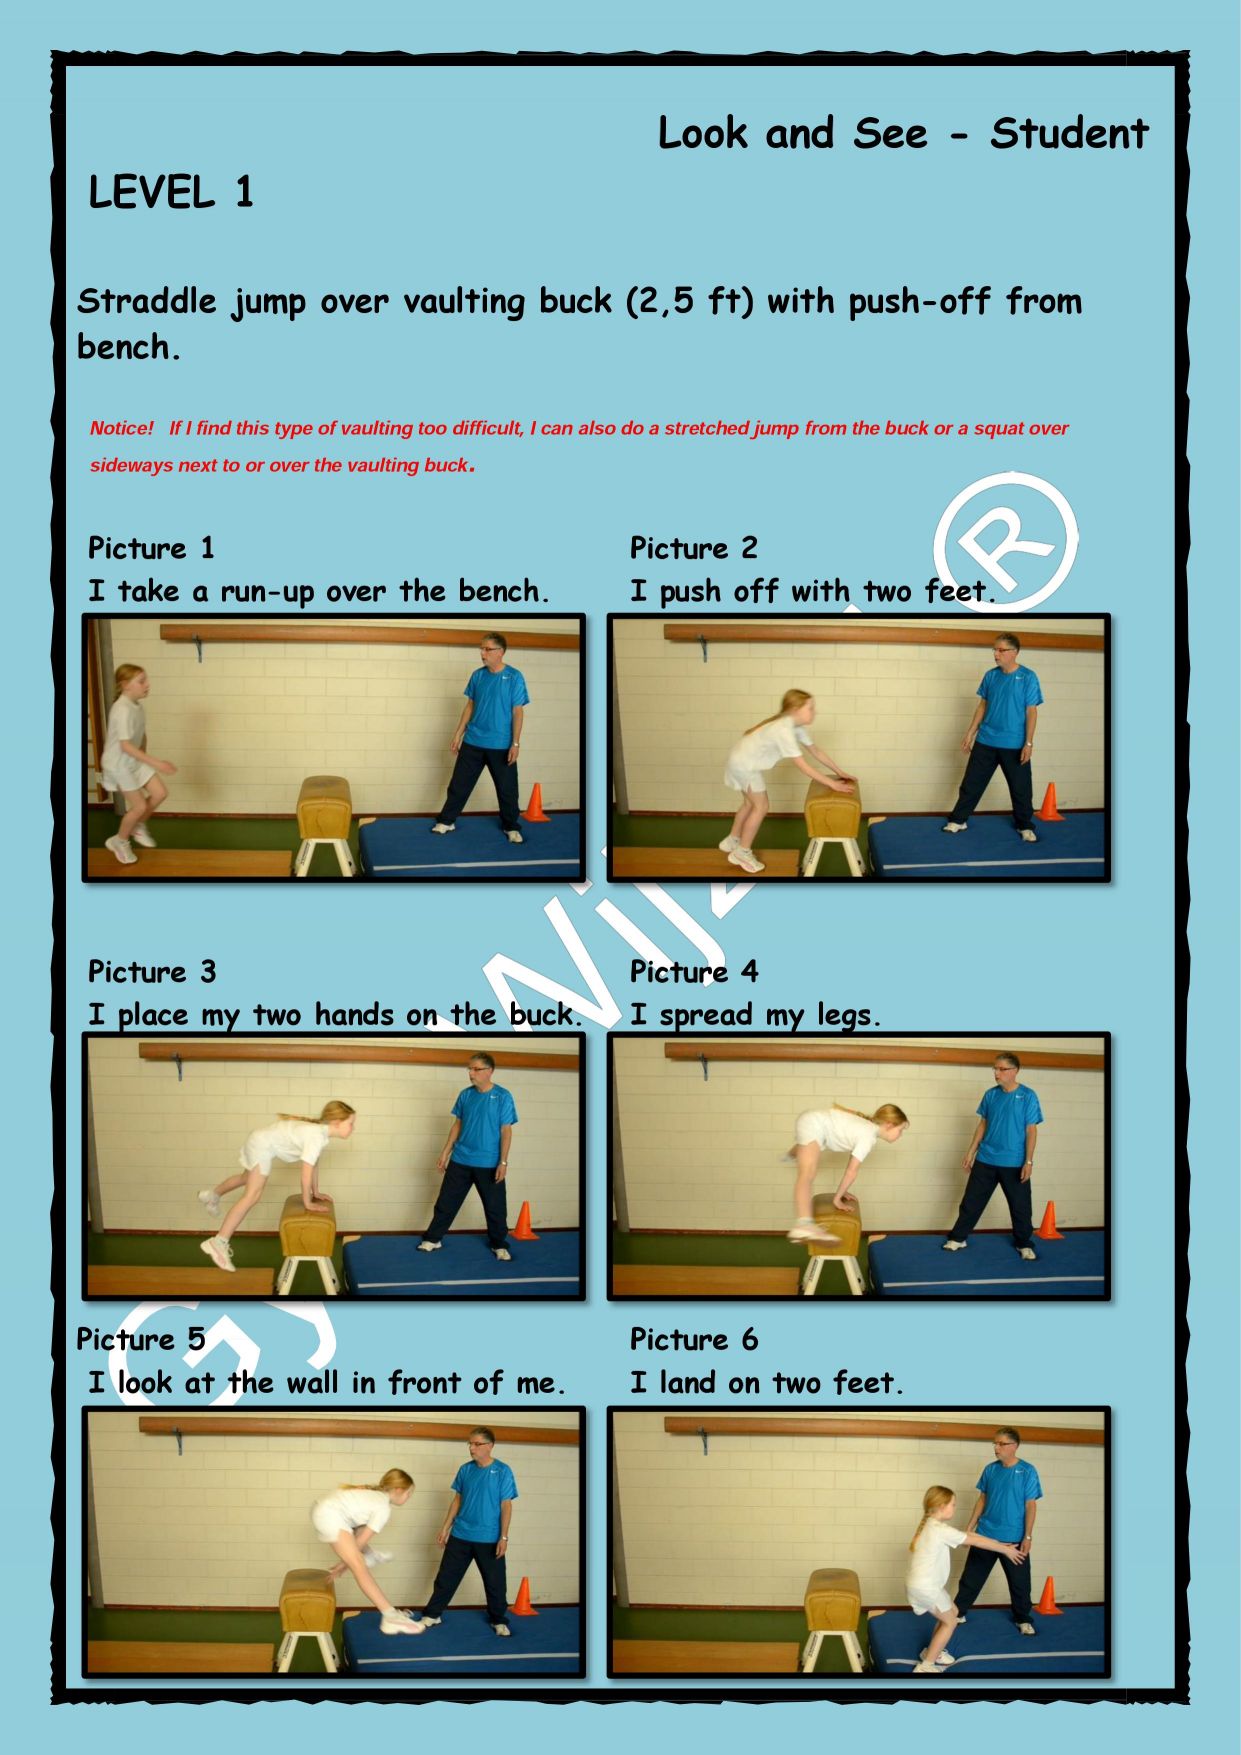 Look and See - Student
LEVEL 1
Straddle jump over vaulting buck (2,5 ft) with push-off from
bench.
Notice! If I find this type of vaulting too difficult, I can also do a stretched jump from the buck or a squat over
sideways next to or over the vaulting buck.
Picture 1
I take a run-up over the bench.
Picture 2
I push off with two feet.
Picture 3
I place my two hands on the buck.
Picture 4
I spread my legs.
Picture 5
I look at the wall in front of me.
Picture 6
I land on two feet.
®